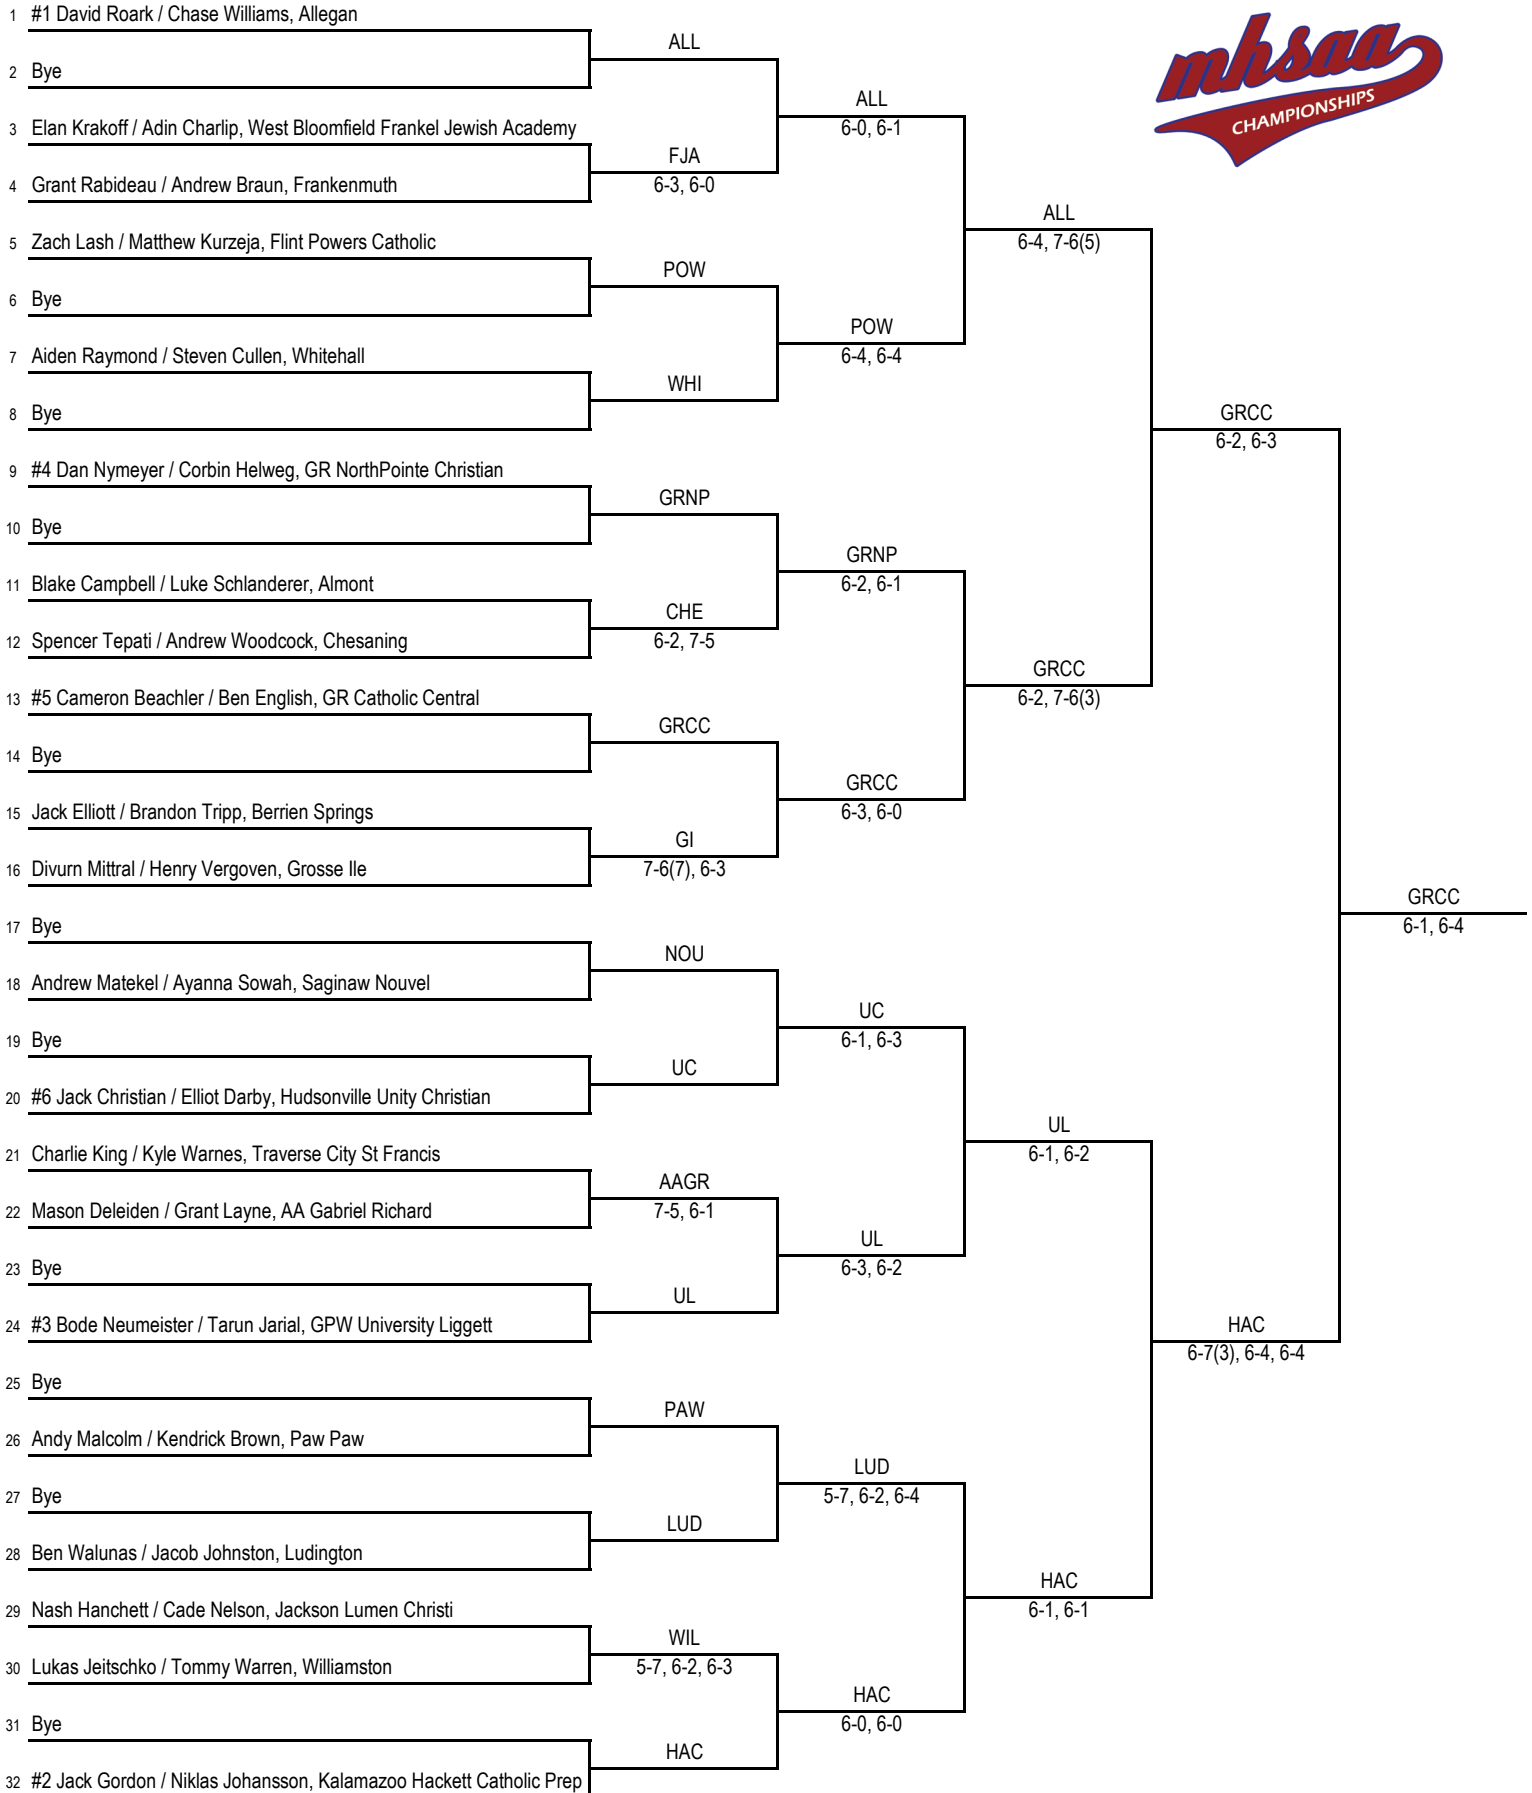 1 #1 David Roark / Chase Williams, Allegan
2 Bye
3 Elan Krakoff / Adin Charlip, West Bloomfield Frankel Jewish Academy
4 Grant Rabideau / Andrew Braun, Frankenmuth
5 Zach Lash / Matthew Kurzeja, Flint Powers Catholic
6 Bye
7 Aiden Raymond / Steven Cullen, Whitehall
8 Bye
9 #4 Dan Nymeyer / Corbin Helweg, GR NorthPointe Christian
10 Bye
11 Blake Campbell / Luke Schlanderer, Almont
12 Spencer Tepati / Andrew Woodcock, Chesaning
13 #5 Cameron Beachler / Ben English, GR Catholic Central
14 Bye
15 Jack Elliott / Brandon Tripp, Berrien Springs
16 Divurn Mittral / Henry Vergoven, Grosse Ile
17 Bye
18 Andrew Matekel / Ayanna Sowah, Saginaw Nouvel
19 Bye
20 #6 Jack Christian / Elliot Darby, Hudsonville Unity Christian
21 Charlie King / Kyle Warnes, Traverse City St Francis
22 Mason Deleiden / Grant Layne, AA Gabriel Richard
23 Bye
24 #3 Bode Neumeister / Tarun Jarial, GPW University Liggett
25 Bye
26 Andy Malcolm / Kendrick Brown, Paw Paw
27 Bye
28 Ben Walunas / Jacob Johnston, Ludington
29 Nash Hanchett / Cade Nelson, Jackson Lumen Christi
30 Lukas Jeitschko / Tommy Warren, Williamston
31 Bye
32 #2 Jack Gordon / Niklas Johansson, Kalamazoo Hackett Catholic Prep
ALL
FJA
6-3, 6-0
POW
WHI
GRNP
CHE
6-2, 7-5
GRCC
GI
7-6(7), 6-3
NOU
UC
AAGR
7-5, 6-1
UL
PAW
LUD
WIL
5-7, 6-2, 6-3
HAC
ALL
6-0, 6-1
POW
6-4, 6-4
GRNP
6-2, 6-1
GRCC
6-3, 6-0
UC
6-1, 6-3
UL
6-3, 6-2
LUD
5-7, 6-2, 6-4
HAC
6-0, 6-0
ALL
6-4, 7-6(5)
GRCC
6-2, 7-6(3)
UL
6-1, 6-2
HAC
6-1, 6-1
GRCC
6-2, 6-3
HAC
6-7(3), 6-4, 6-4
GRCC
6-1, 6-4
mhsaa
CHAMPIONSHIPS